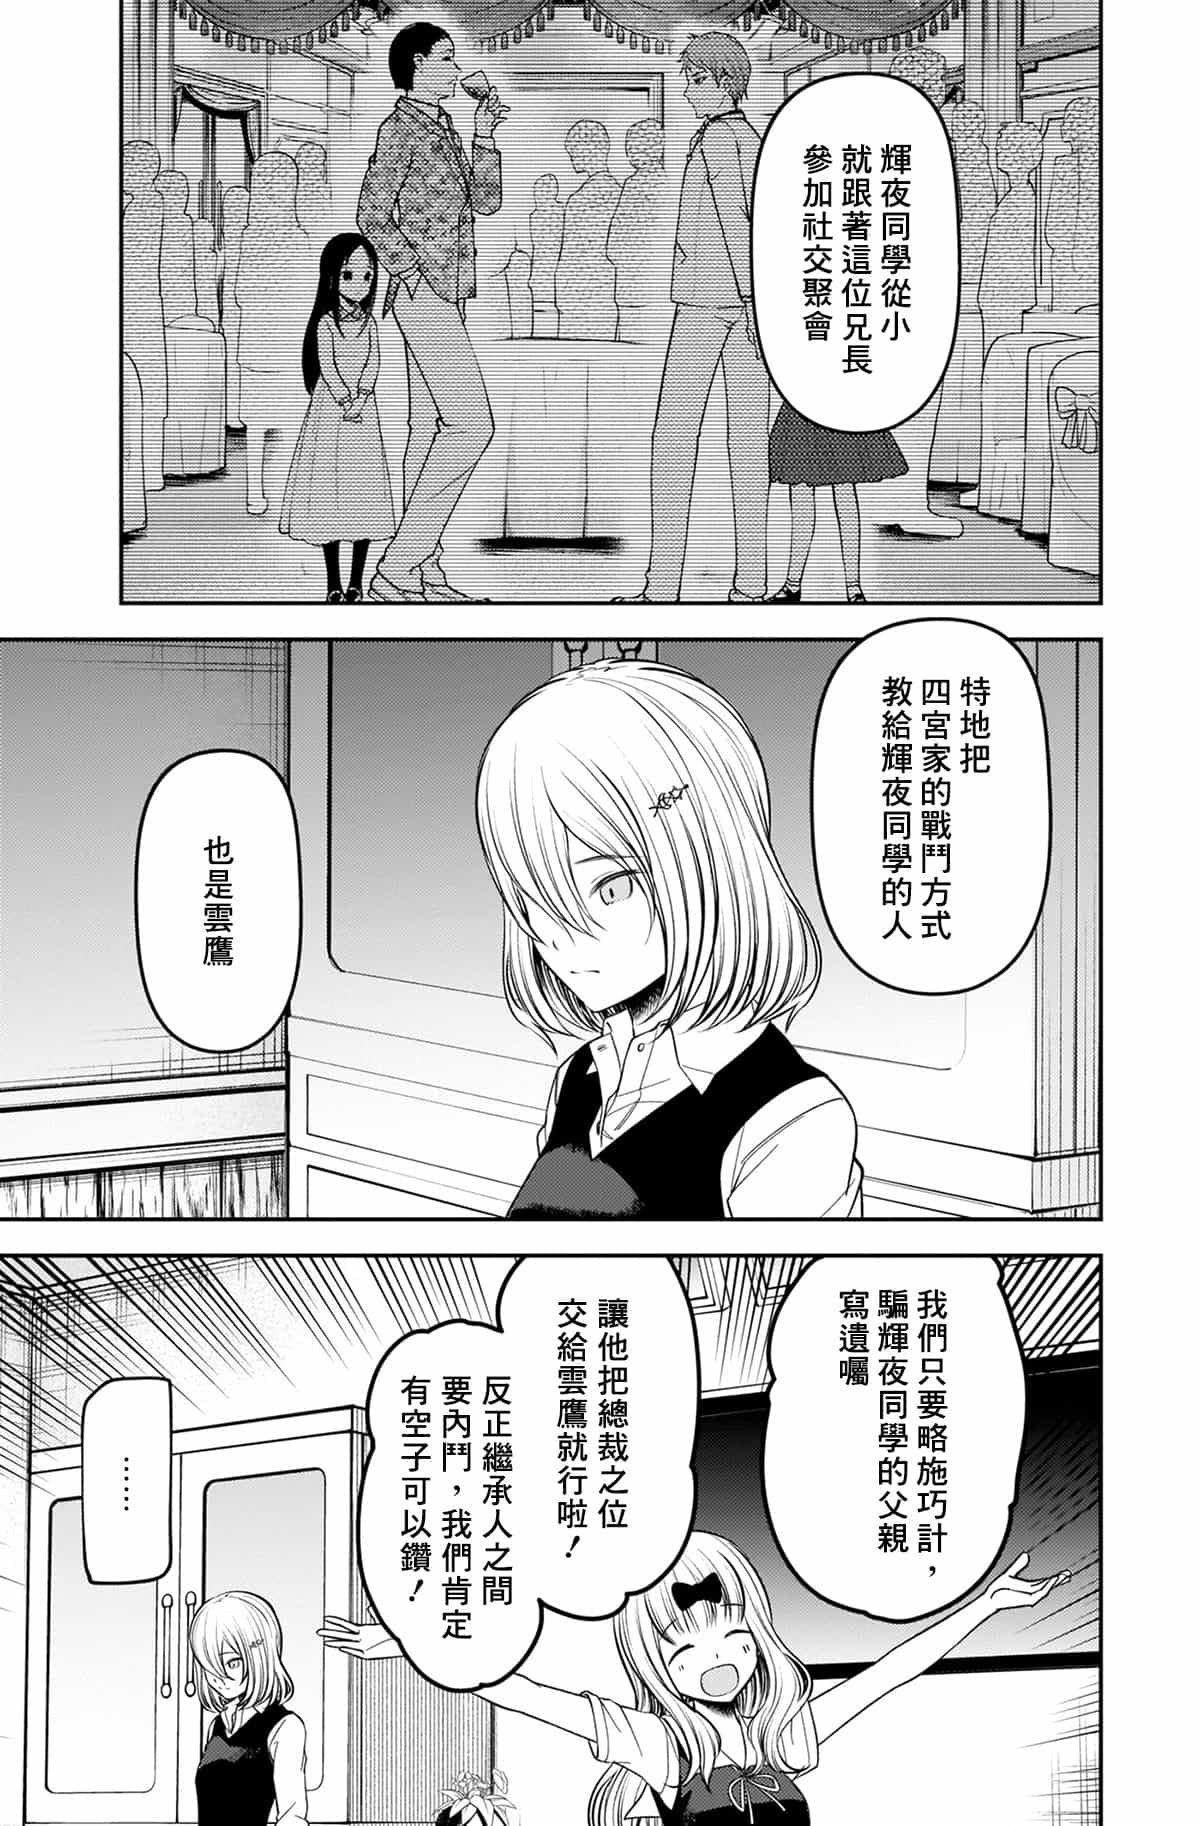 輝夜同學從小
就跟著這位兄長
參加社交聚會
特地把
四宮家的戰鬥方式
教給輝夜同學的人
也是雲鷹
我們只要略施巧計，
騙輝夜同學的父親
寫遺囑
讓他把總裁之位
交給雲鷹就行啦！
反正繼承人之間
要內鬥，我們肯定
有空子可以鑽！
……